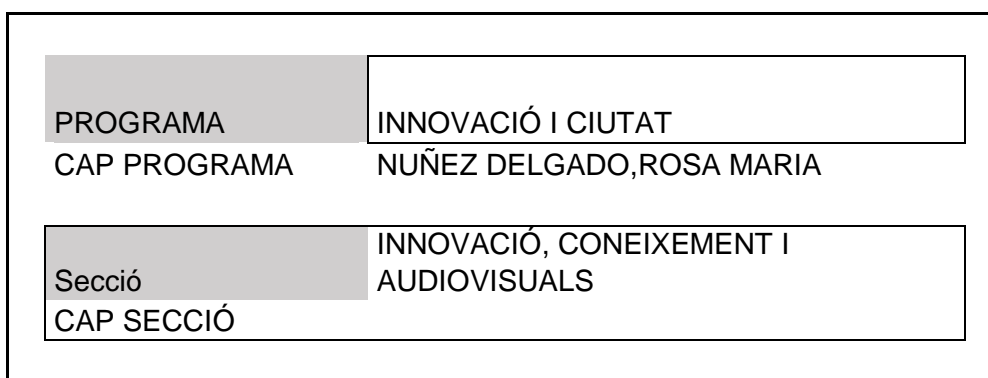 PROGRAMA INNOVACIÓ I CIUTAT
CAP PROGRAMA NUÑEZ DELGADO,ROSA MARIA
INNOVACIÓ, CONEIXEMENT I
Secció AUDIOVISUALS
CAP SECCIÓ